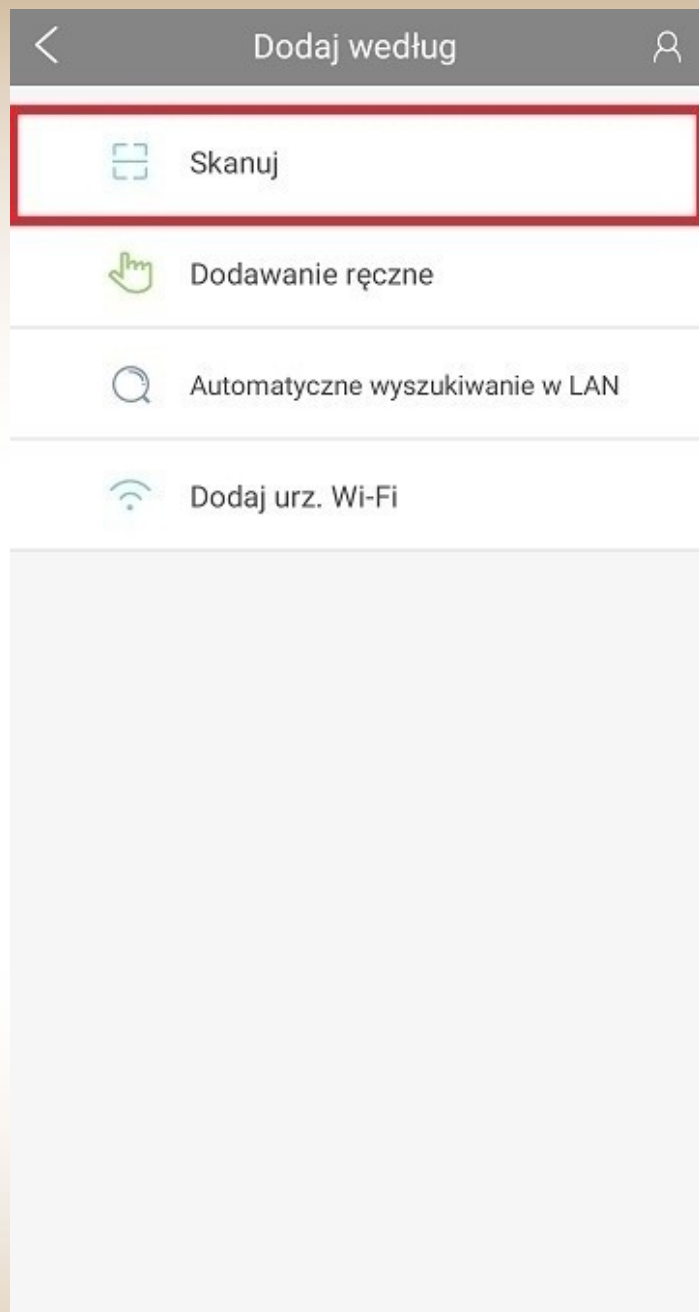 Dodaj według
Skanuj
Dodawanie ręczne
Automatyczne wyszukiwanie w LAN
Dodaj urz. Wi-Fi